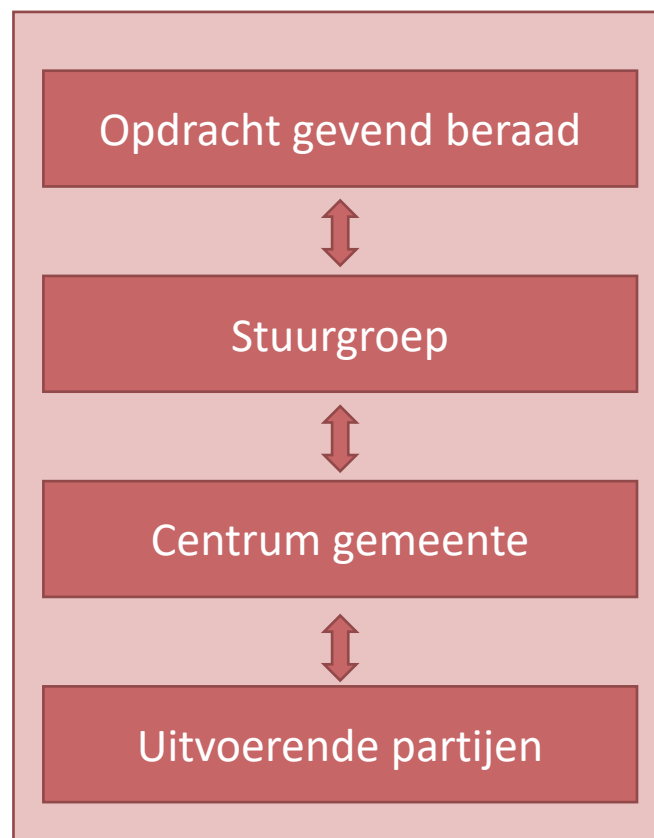 Opdracht gevend beraad
Stuurgroep
Centrum gemeente
Uitvoerende partijen